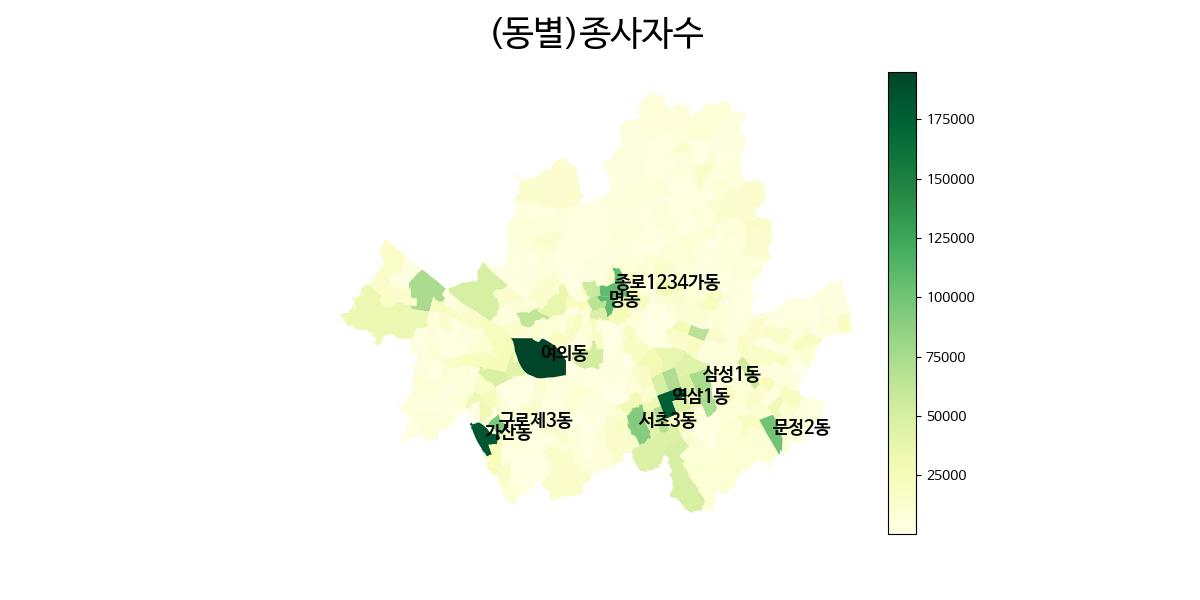 (동별)종사자수
175000
150000
125000
100000
75000
50000
25000
종로1234가동
명동
여의동
삼성1동
역삼1동
구로제3동
가산동
서초3동
문정2동